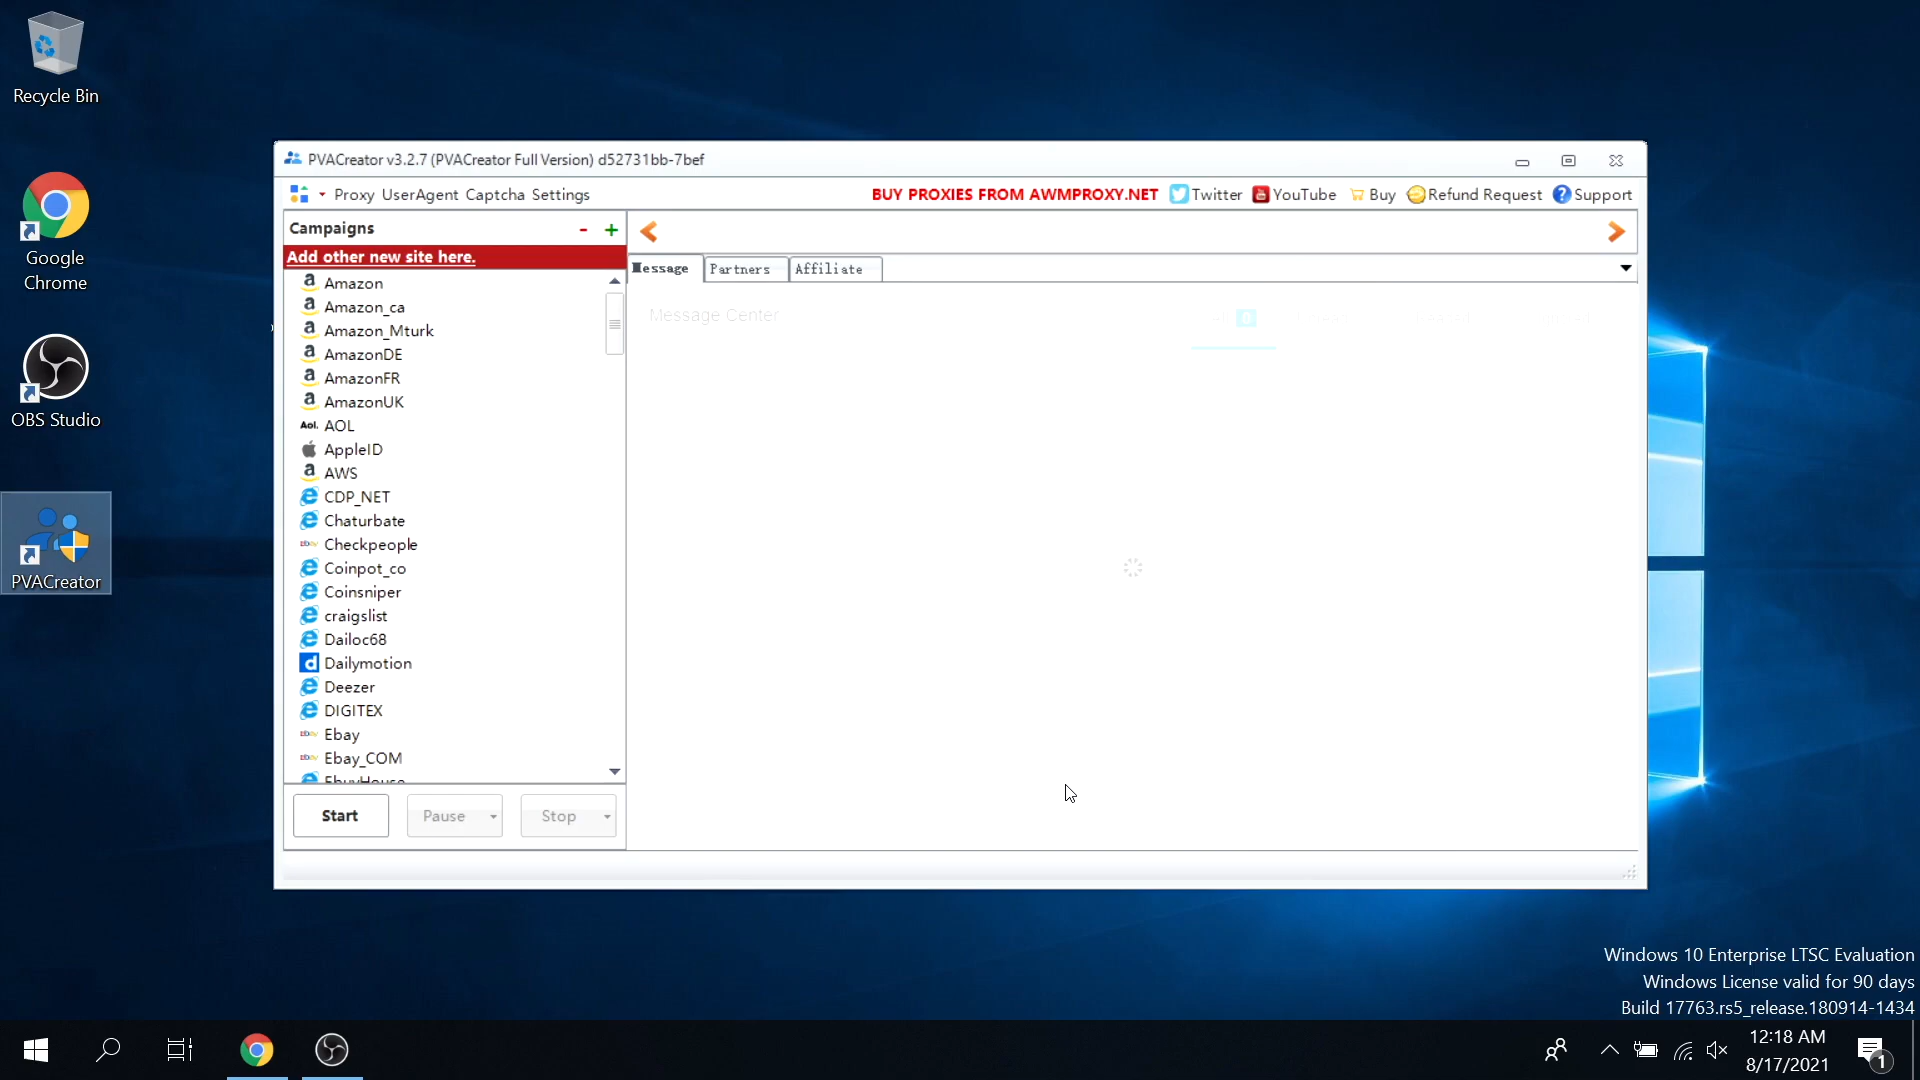 Recycle Bin
Google
Chrome
OBS Studio
PVACreator
PVACreator v3.2.7 (PVACreator Full Version) d52731bb-7bef
Proxy UserAgent Captcha Settings
BUY PROXIES FROM AWMPROXY.NET Twitter YouTube Buy Refund Request Support
Campaigns - +
Add other new site here.
a Amazon
a Amazon_ca
a Amazon_Mturk
a AmazonDE
a AmazonFR
a AmazonUK
Aol. AOL
AppleID
a AWS
CDP_NET
Chaturbate
Checkpeople
Coinpot_co
Coinsniper
craigslist
Dailoc68
d Dailymotion
Deezer
DIGITEX
Ebay
Ebay_COM
EbuyHouse
Start Pause Stop
Message Partners Affiliate
Message Center
Windows 10 Enterprise LTSC Evaluation
Windows License valid for 90 days
Build 17763.rs5_release.180914-1434
12:18 AM
8/17/2021
1